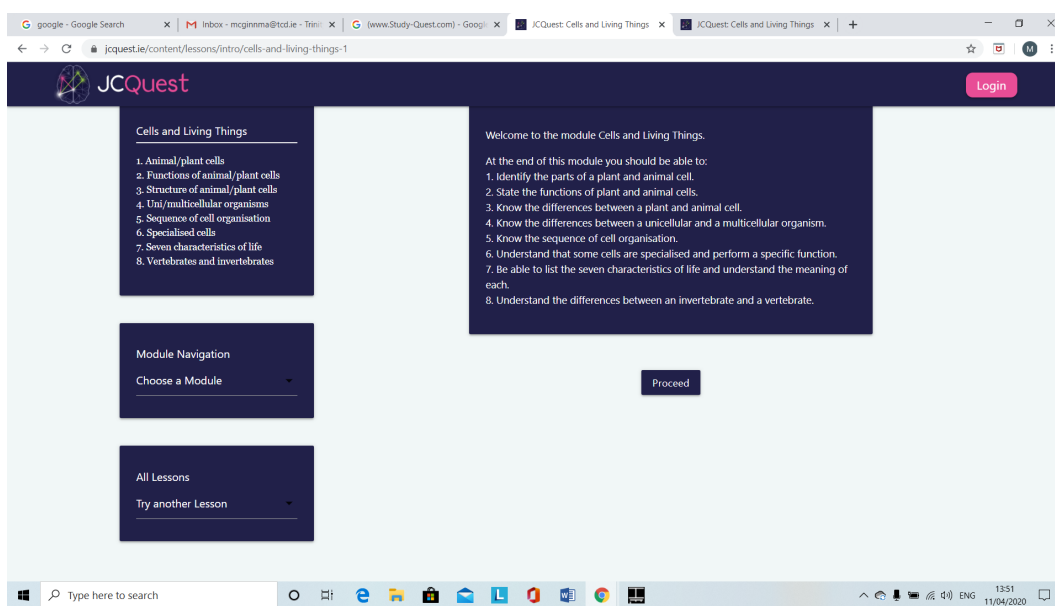 google - Google Search
Inbox - mcginnma@tcd.ie - Trini
(www.Study-Quest.com) - Googl
JCQuest: Cells and Living Things
JCQuest: Cells and Living Things
jcquest.ie/content/lessons/intro/cells-and-living-things-1
M
JCQuest
Login
Cells and Living Things
1. Animal/plant cells
2. Functions of animal/plant cells
3. Structure of animal/plant cells
4. Uni/multicellular organisms
5. Sequence of cell organisation
6. Specialised cells
7. Seven characteristics of life
8. Vertebrates and invertebrates
Module Navigation
Choose a Module
All Lessons
Try another Lesson
Welcome to the module Cells and Living Things.
At the end of this module you should be able to:
1. Identify the parts of a plant and animal cell.
2. State the functions of plant and animal cells.
3. Know the differences between a plant and animal cell.
4. Know the differences between a unicellular and a multicellular organism.
5. Know the sequence of cell organisation.
6. Understand that some cells are specialised and perform a specific function.
7. Be able to list the seven characteristics of life and understand the meaning of
each.
8. Understand the differences between an invertebrate and a vertebrate.
Proceed
Type here to search
ENG
13:51
11/04/2020